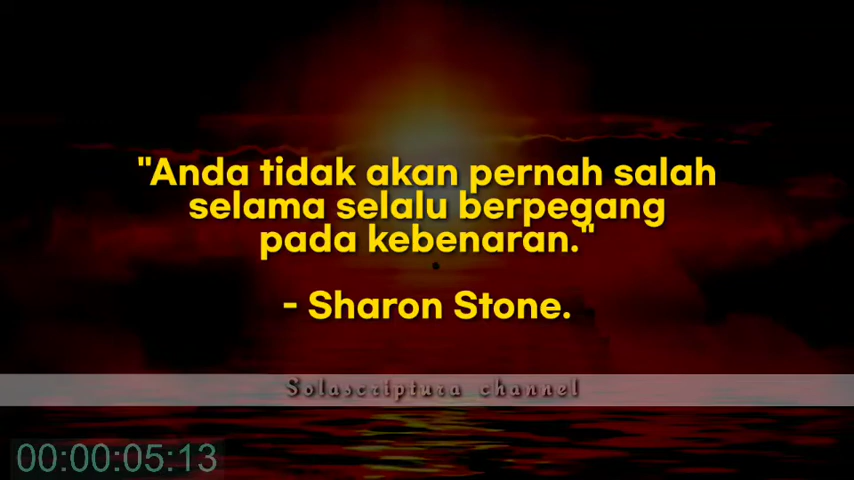 "Anda tidak akan pernah salah
selama selalu berpegang
pada kebenaran."
- Sharon Stone.
Solascriptura channel
00:00:05:13